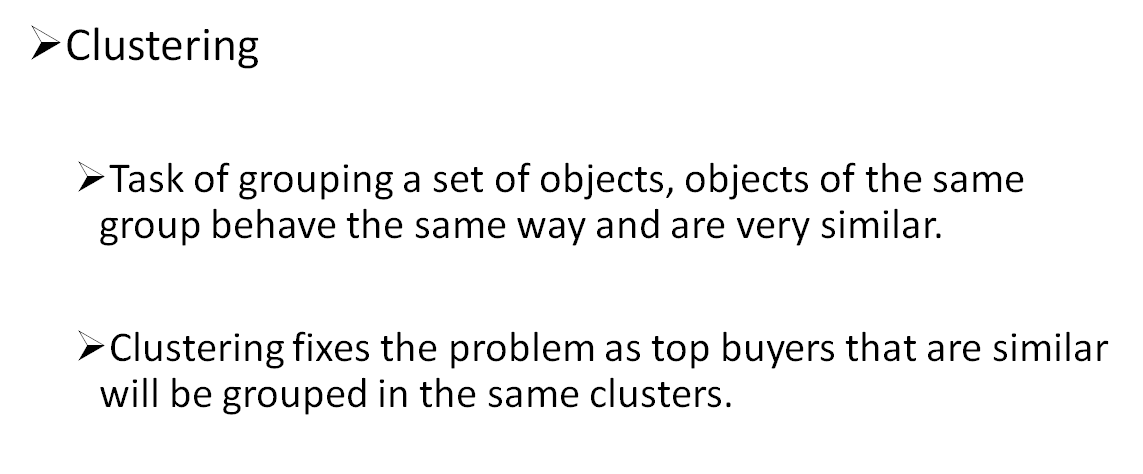 ➢Clustering
➢Task of grouping a set of objects, objects of the same
group behave the same way and are very similar.
➢Clustering fixes the problem as top buyers that are similar
will be grouped in the same clusters.